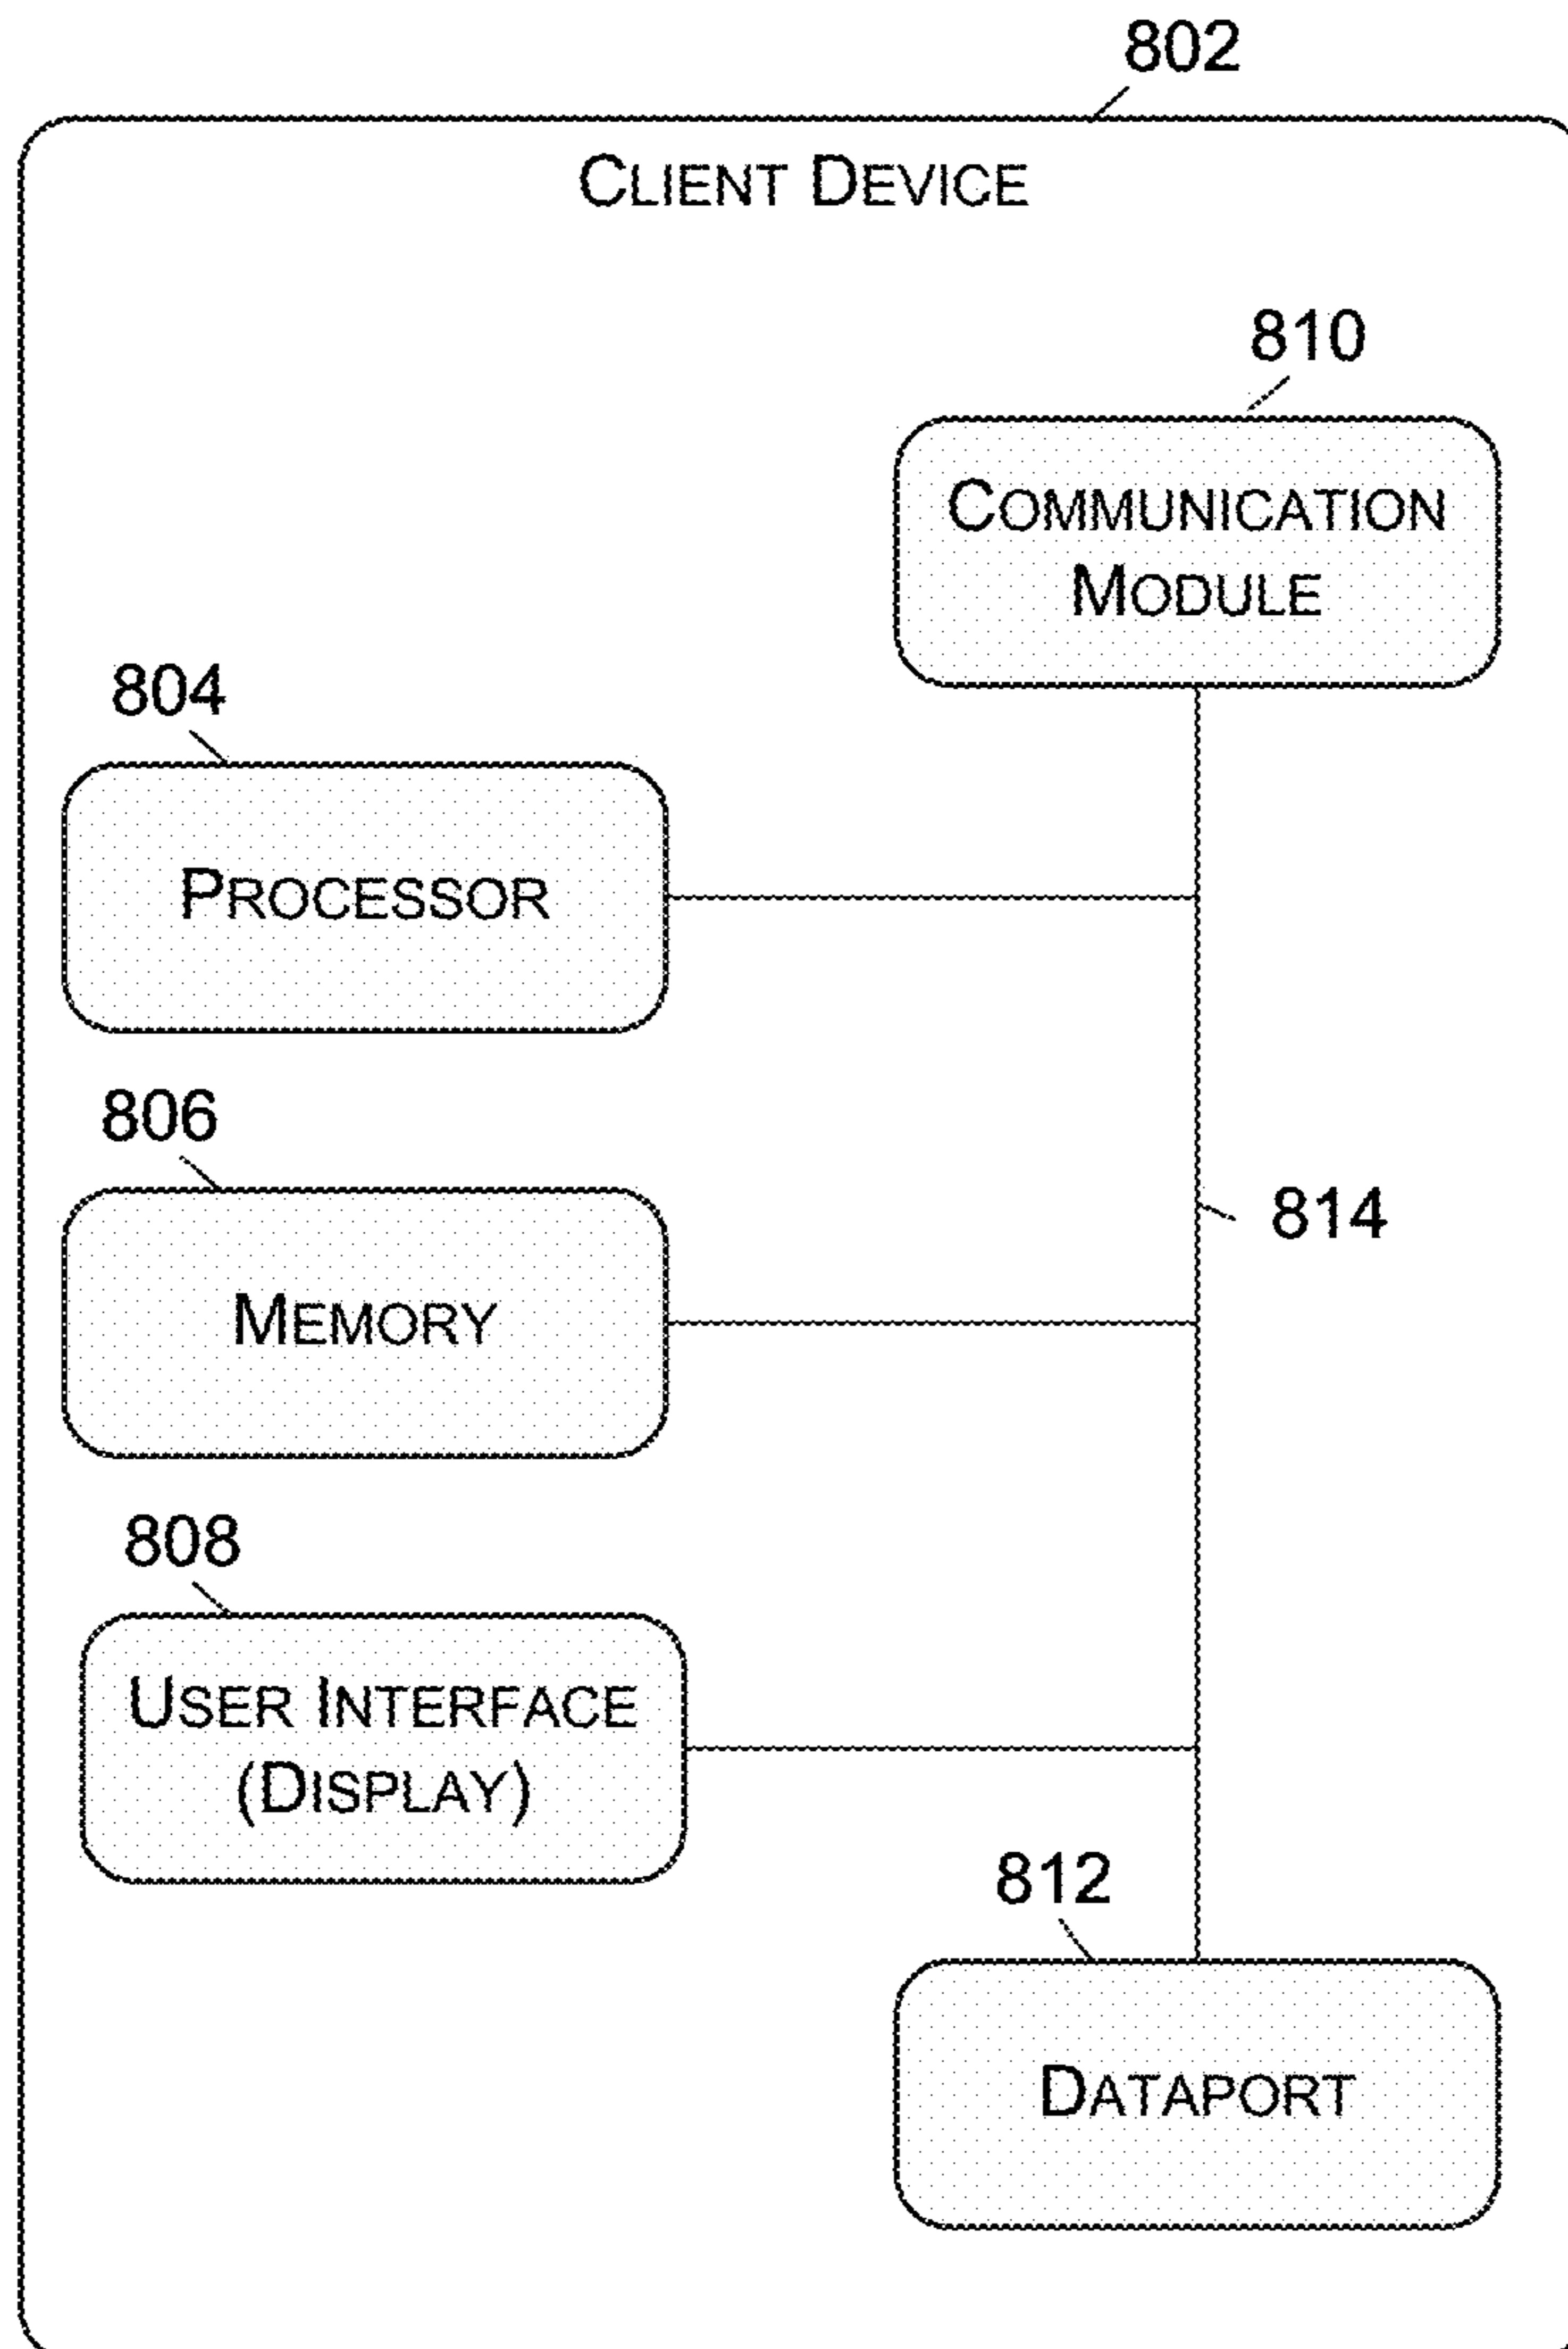 802
CLIENT DEVICE
810
COMMUNICATION
MODULE
804
PROCESSOR
806
814
MEMORY
808
USER INTERFACE
(DISPLAY)
812
DATAPORT